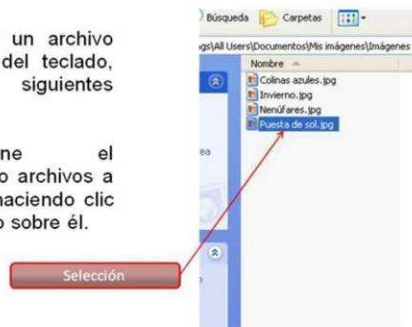 un archivo
del teclado,
siguientes
ne el
o archivos a
haciendo clic
o sobre él.
Selección
Búsqueda Carpetas
gs\All Users\Documentos\Mis imágenes\Imágenes
Nombre
Colinas azules.jpg
Invierno.jpg
Nenúfares.jpg
Puesta de sol.jpg
ea